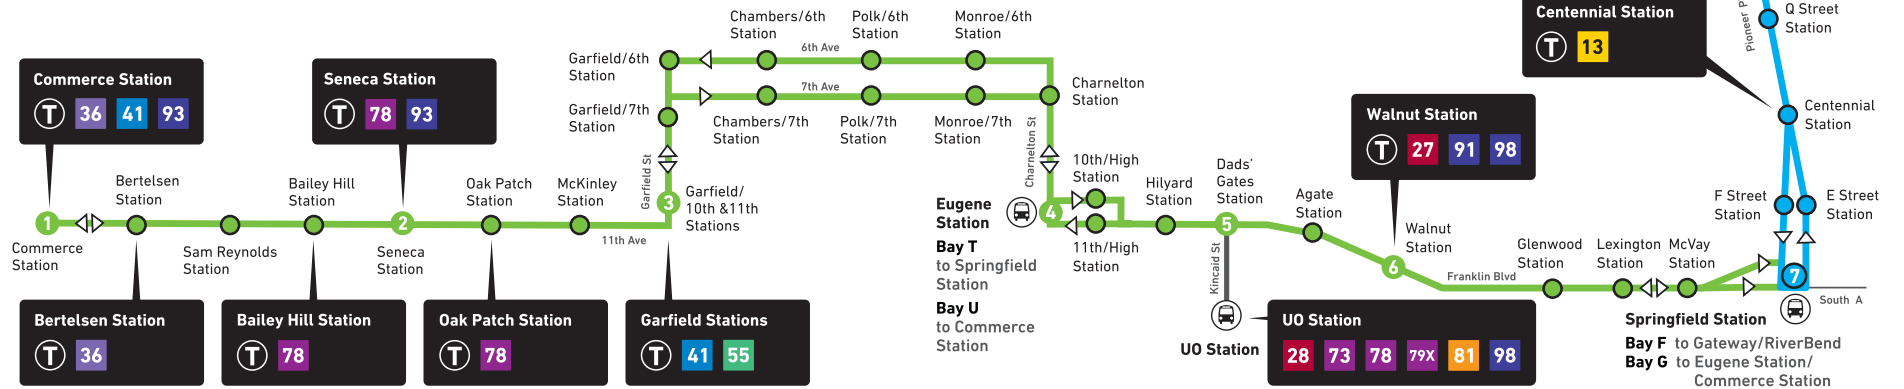 Commerce Station
T 36 41 93
Seneca Station
T 78 93
Chambers/6th
Station
Polk/6th
Station
Monroe/6th
Station
6th Ave
Garfield/6th
Station
7th Ave
Garfield/7th
Station
Chambers/7th
Station
Polk/7th
Station
Monroe/7th
Station
Charnelton
Station
Charnelton St
Garfield St
1
Commerce
Station
Bertelsen
Station
Sam Reynolds
Station
Bailey Hill
Station
2
Seneca
Station
Oak Patch
Station
McKinley
Station
11th Ave
3
Garfield/
10th &11th
Stations
Bertelsen Station
T 36
Bailey Hill Station
T 78
Oak Patch Station
T 78
Garfield Stations
T 41 55
Eugene
Station
4
Bay T
to Springfield
Station
Bay U
to Commerce
Station
10th/High
Station
11th/High
Station
Hilyard
Station
Dads'
Gates
Station
5
Kincaid St
UO Station
UO Station
28 73 78 79X 81 98
Agate
Station
Walnut Station
T 27 91 98
Walnut
Station
6
Franklin Blvd
Glenwood
Station
Lexington
Station
McVay
Station
Centennial Station
T 13
Pioneer P
Q Street
Station
Centennial
Station
F Street
Station
E Street
Station
7
South A
Springfield Station
Bay F to Gateway/RiverBend
Bay G to Eugene Station/
Commerce Station